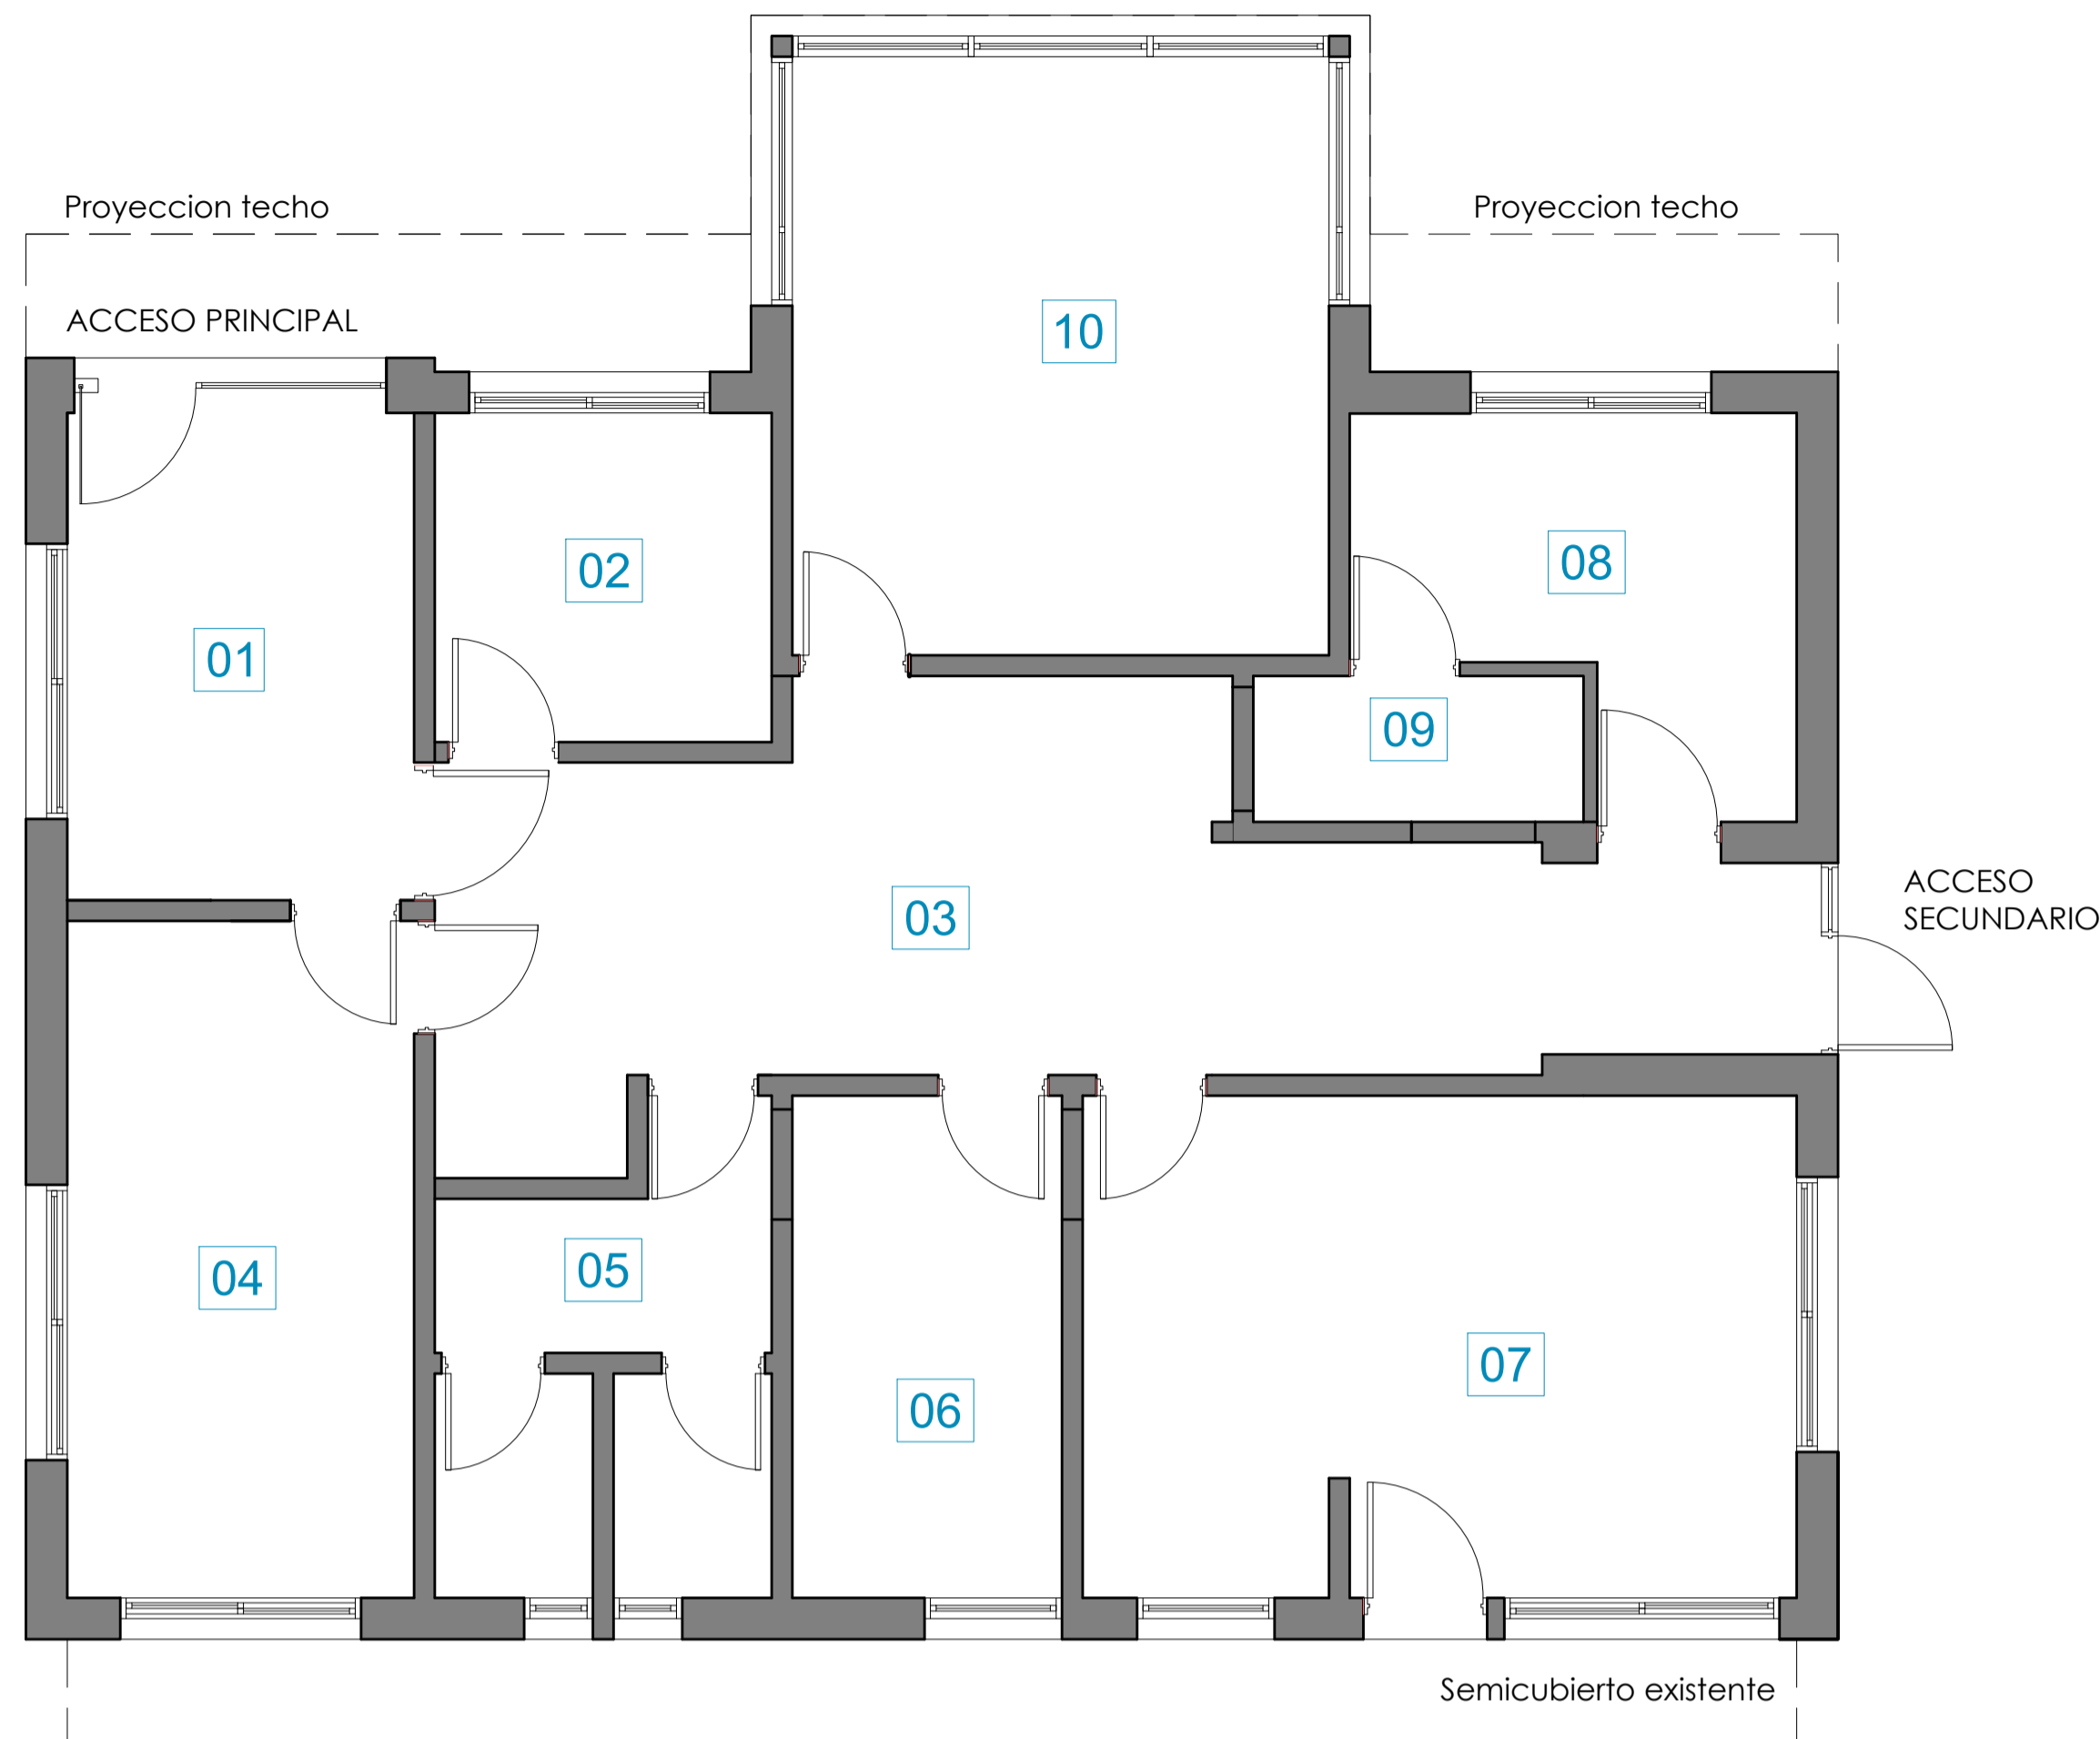 Proyeccion techo
Proyeccion techo
ACCESO PRINCIPAL
10
02
08
01
09
03
ACCESO
SECUNDARIO
04
05
07
06
Semicubierto existente